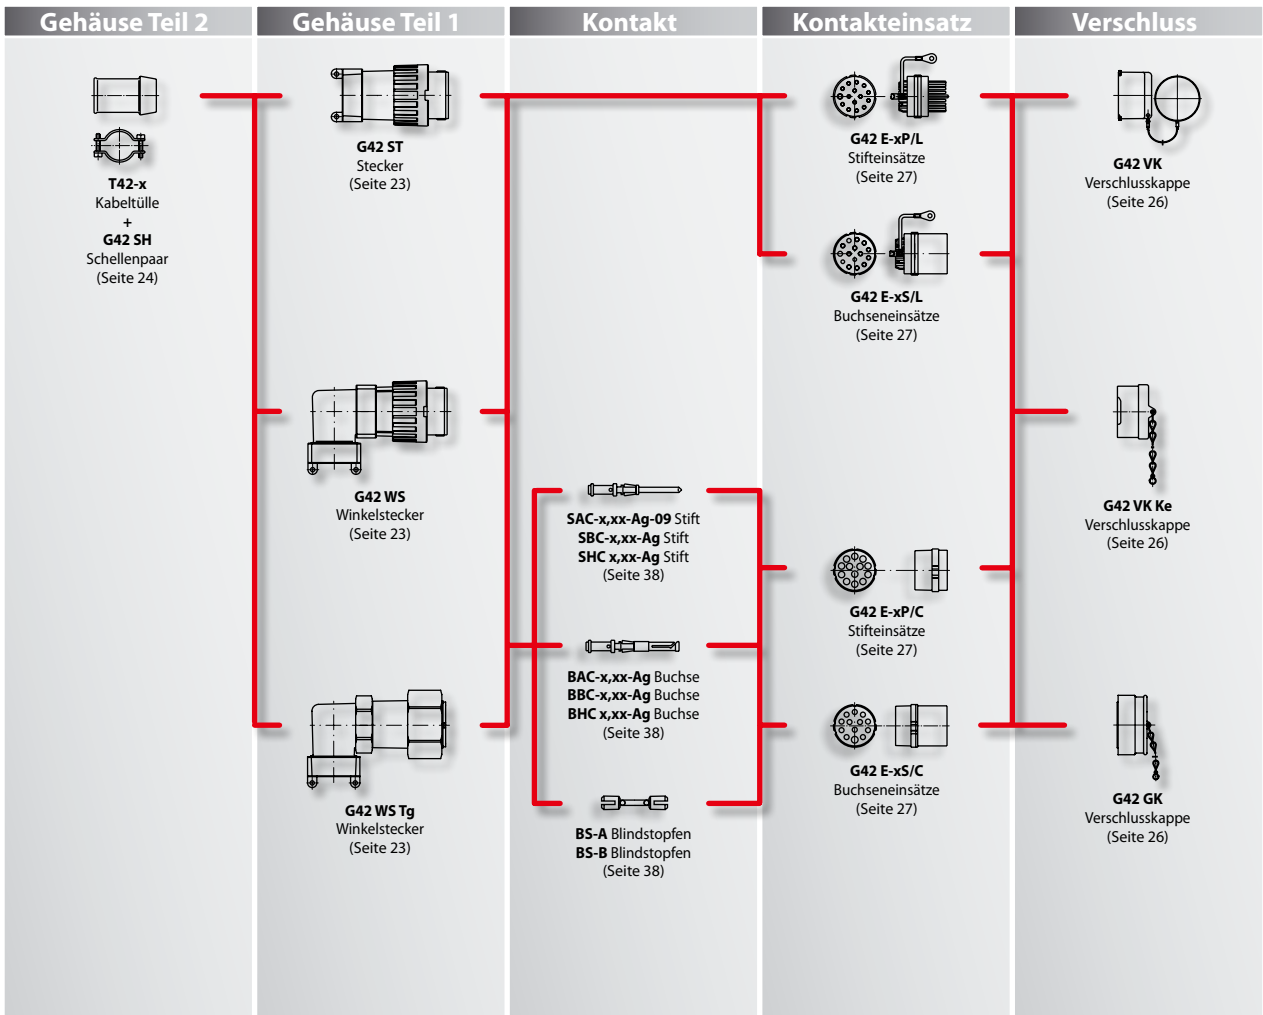 Gehäuse Teil 2
Gehäuse Teil 1
Kontakt
Kontakteinsatz
Verschluss
T42-x
Kabeltülle
+
G42 SH
Schellenpaar
(Seite 24)
G42 ST
Stecker
(Seite 23)
G42 WS
Winkelstecker
(Seite 23)
G42 WS Tg
Winkelstecker
(Seite 23)
SAC-x,xx-Ag-09 Stift
SBC-x,xx-Ag Stift
SHC x,xx-Ag Stift
(Seite 38)
BAC-x,xx-Ag Buchse
BBC-x,xx-Ag Buchse
BHC x,xx-Ag Buchse
(Seite 38)
BS-A Blindstopfen
BS-B Blindstopfen
(Seite 38)
G42 E-xP/L
Stifteinsätze
(Seite 27)
G42 E-xS/L
Buchseneinsätze
(Seite 27)
G42 E-xP/C
Stifteinsätze
(Seite 27)
G42 E-xS/C
Buchseneinsätze
(Seite 27)
G42 VK
Verschlusskappe
(Seite 26)
G42 VK Ke
Verschlusskappe
(Seite 26)
G42 GK
Verschlusskappe
(Seite 26)